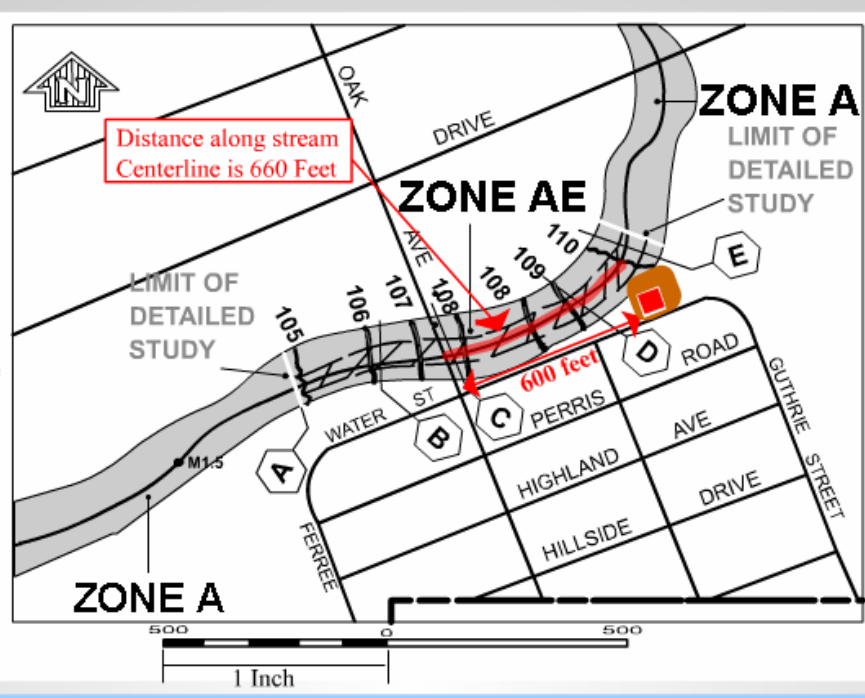 N
OAK
DRIVE
ZONE A
LIMIT OF
DETAILED
STUDY
Distance along stream
Centerline is 660 Feet
ZONE AE
AVE
110
109
108
108
107
106
105
E
LIMIT OF
DETAILED
STUDY
D
C
B
A
600 feet
ROAD
PERRIS
WATER ST
GUTHRIE STREET
AVE
HIGHLAND
DRIVE
HILLSIDE
FERREE
M1.5
ZONE A
500 0 500
1 Inch